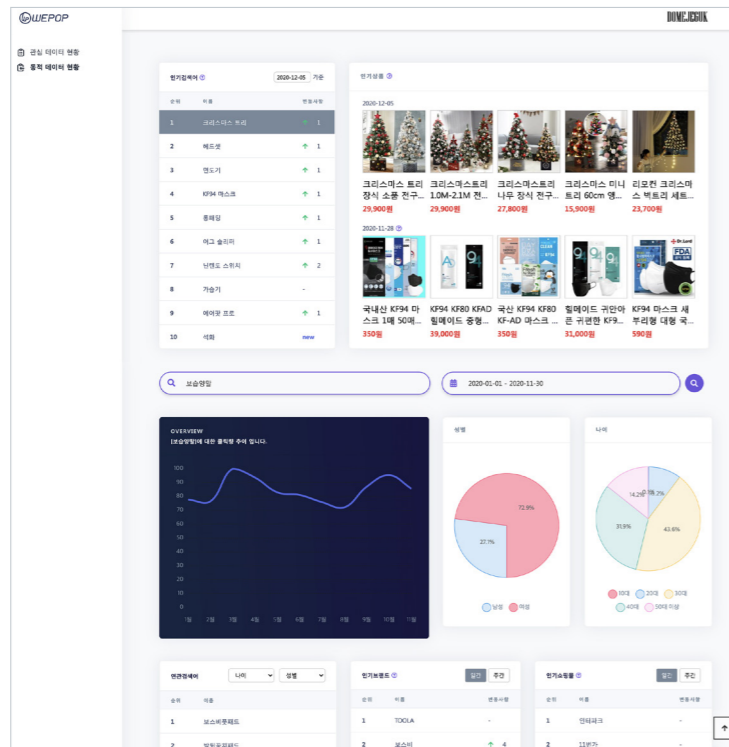 WEPOP
DOMEJEGUK
관심 데이터 현황
동적 데이터 현황
인기검색어
2020-12-05 기준
순위 이름 변동사항
1 크리스마스 트리 ↑ 1
2 헤드셋 ↑ 1
3 핸드기 ↑ 1
4 KF94 마스크 ↑ 1
5 롱패딩 ↑ 1
6 어그 슬리퍼 ↑ 1
7 닌텐도 스위치 ↑ 2
8 가습기 -
9 에어팟 프로 ↑ 1
10 석화 new
인기상품
2020-12-05
크리스마스 트리 크리스마스트리 크리스마스트리 크리스마스 미니 리모컨 크리스마
장식 소품 전구... 1.0M-2.1M 전... 나무 장식 전구... 트리 60cm 앵... 스 벽트리 세트...
29,900원 29,900원 27,800원 15,900원 23,700원
2020-11-28
FDA
국내산 KF94 마 KF94 KF80 KFAD 국산 KF94 KF80 힐메이드 귀안아 KF94 마스크 새
스크 1매 50매... 힐메이드 중형... KF-AD 마스크 ... 픈 귀편한 KF9... 부리형 대형 국...
350원 39,000원 350원 31,000원 590원
보습양말
2020-01-01 - 2020-11-30
OVERVIEW
[보습양말]에 대한 클릭량 추이 입니다.
100
90
80
70
60
50
40
30
20
10
0
1월 2월 3월 4월 5월 6월 7월 8월 9월 10월 11월
성별
72.9%
27.1%
남성 여성
나이
14.2%
31.9%
42.6%
10대 20대 30대
40대 50대 이상
연관검색어
나이 성별
순위 이름
1 보스비풋패드
인기브랜드
일간 주간
순위 이름 변동사항
1 TOOLA -
2 보스비 ↑ 4
인기쇼핑몰
월간 주간
순위 이름 변동사항
1 인터파크 -
2 11번가 -